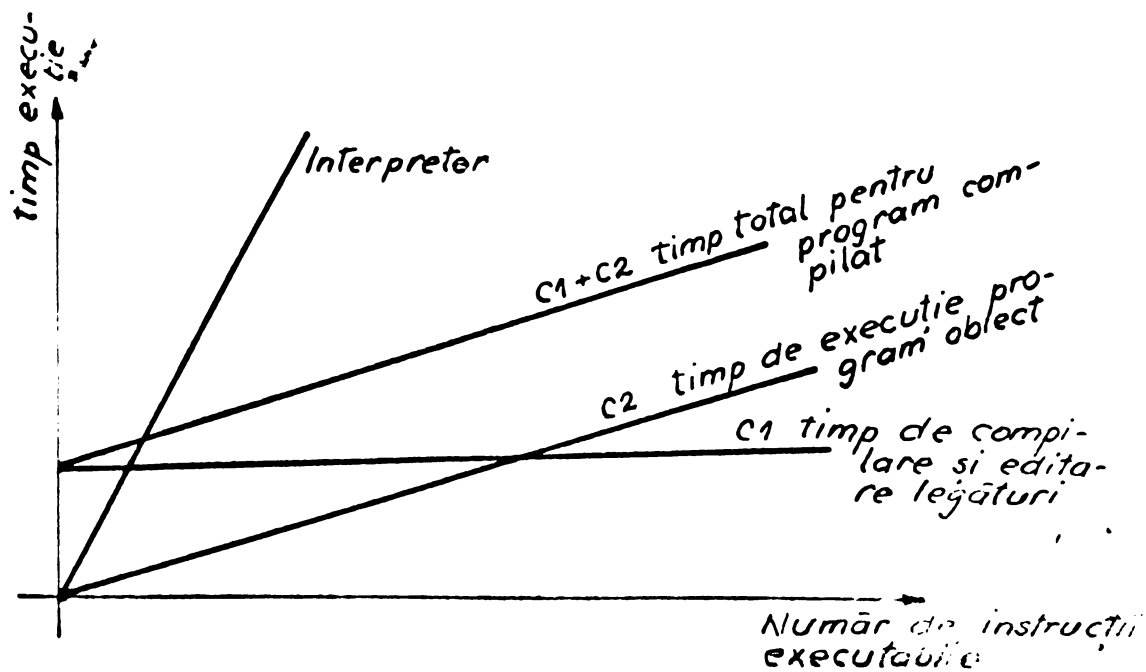 timp execu-
ție
Interpretor
C1+C2 timp total pentru
program com-
pilat
C2 timp de execuție pro-
gram obiect
C1 timp de compi-
lare și edita-
re legături
Număr de instrucții
executabile